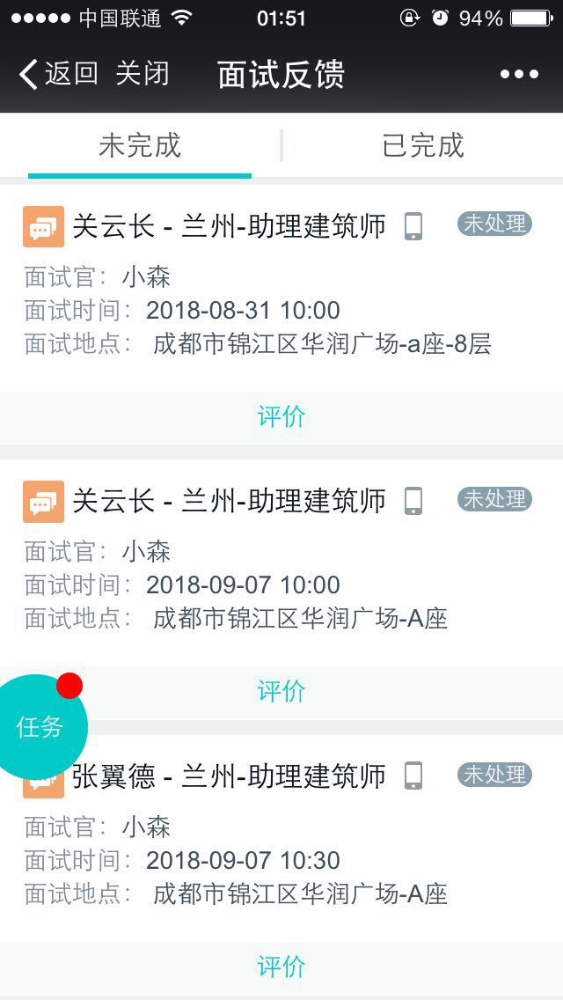 中国联通 01:51 94%
返回 关闭 面试反馈
未完成 已完成
关云长 - 兰州-助理建筑师 未处理
面试官： 小森
面试时间： 2018-08-31 10:00
面试地点： 成都市锦江区华润广场-a座-8层
评价
关云长 - 兰州-助理建筑师 未处理
面试官： 小森
面试时间： 2018-09-07 10:00
面试地点： 成都市锦江区华润广场-A座
评价
任务
张翼德 - 兰州-助理建筑师 未处理
面试官： 小森
面试时间： 2018-09-07 10:30
面试地点： 成都市锦江区华润广场-A座
评价